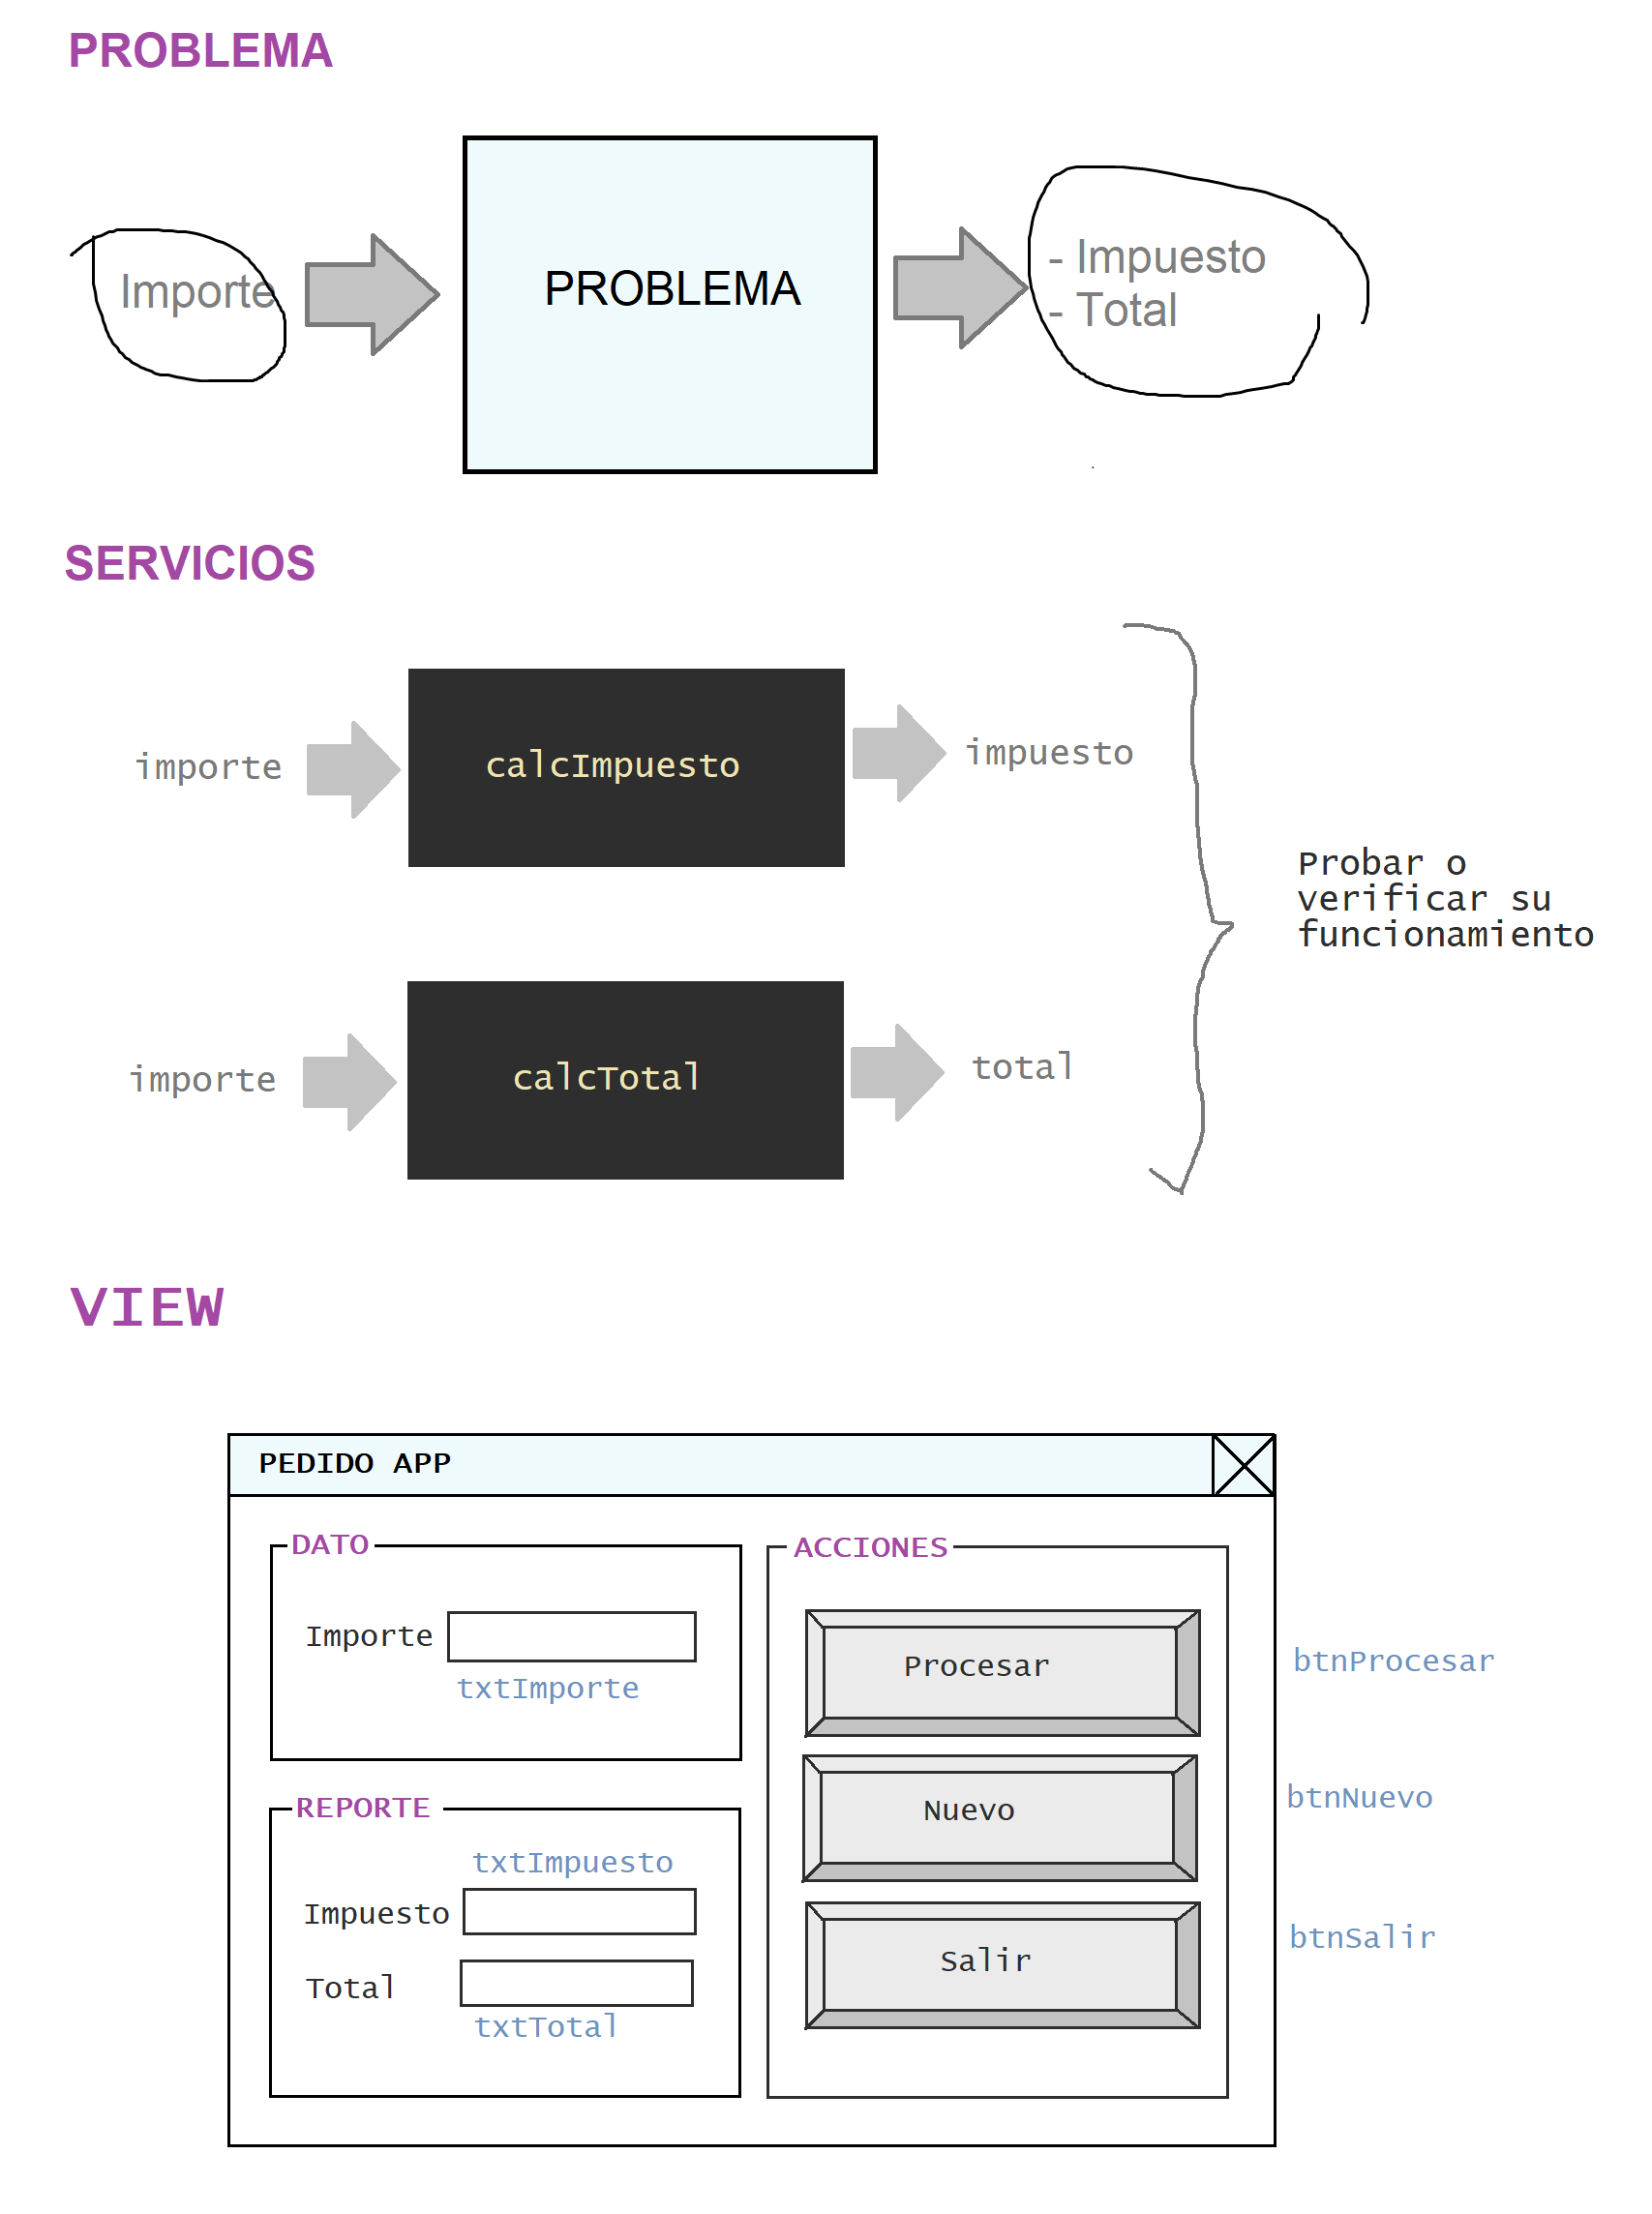 PROBLEMA
Importe
PROBLEMA
- Impuesto
- Total
SERVICIOS
importe
calcImpuesto
impuesto
Probar o
verificar su
funcionamiento
importe
calcTotal
total
VIEW
PEDIDO APP
DATO
Importe
txtImporte
REPORTE
txtImpuesto
Impuesto
Total
txtTotal
ACCIONES
Procesar
btnProcesar
Nuevo
btnNuevo
Salir
btnSalir